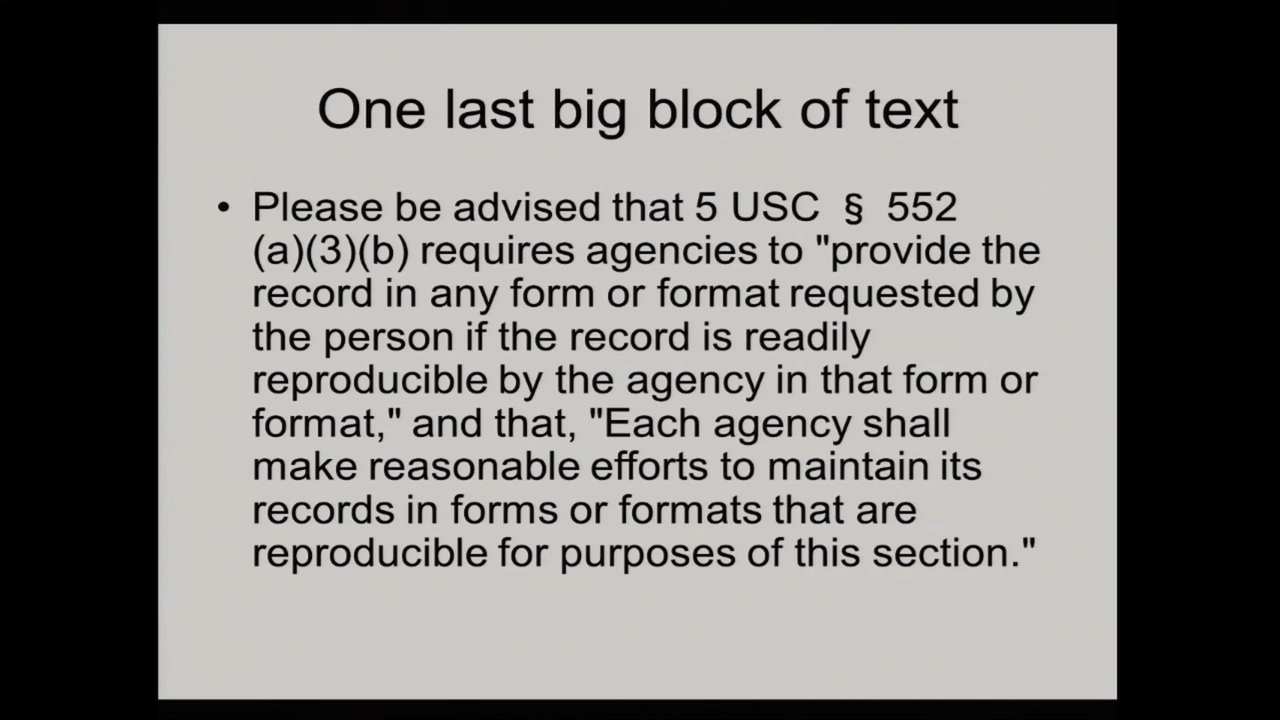 One last big block of text
• Please be advised that 5 USC § 552
(a)(3)(b) requires agencies to "provide the
record in any form or format requested by
the person if the record is readily
reproducible by the agency in that form or
format," and that, "Each agency shall
make reasonable efforts to maintain its
records in forms or formats that are
reproducible for purposes of this section."